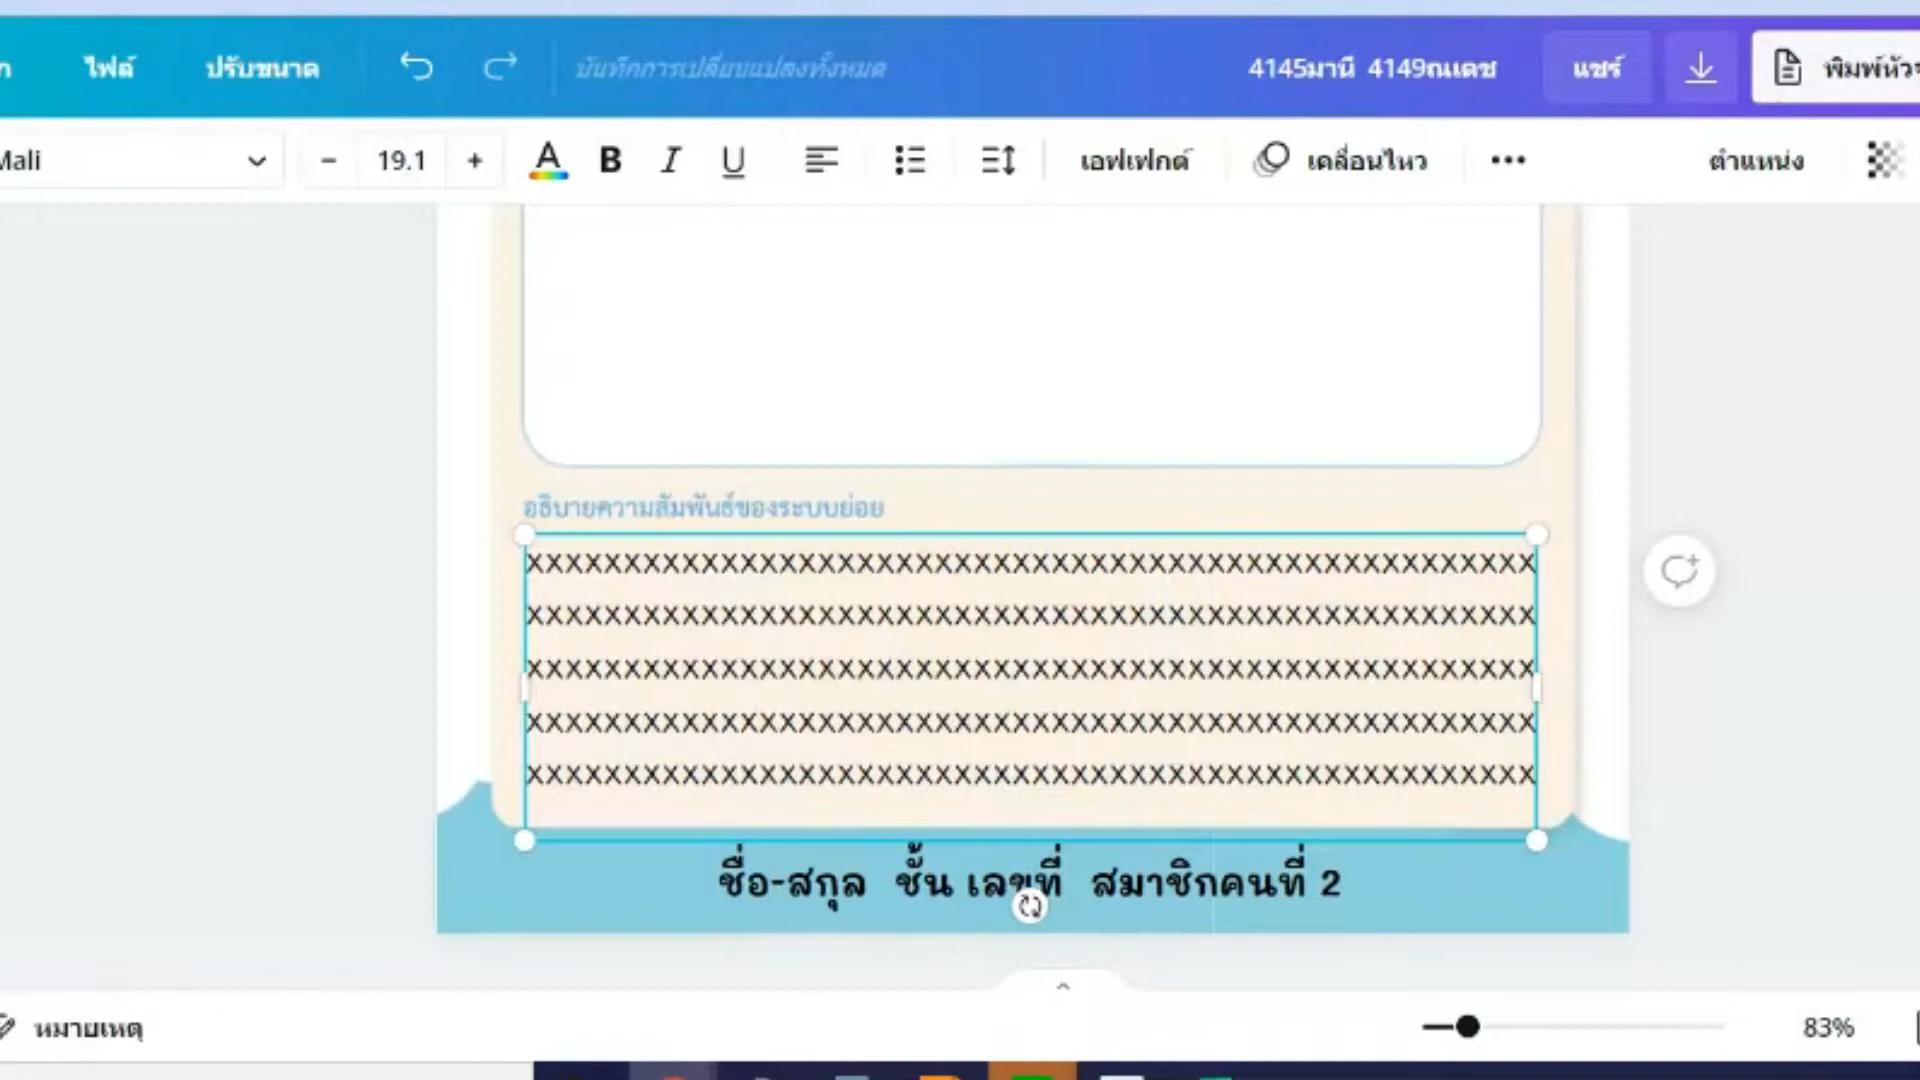 ไฟล์ ปรับขนาด บันทึกการเปลี่ยนแปลงทั้งหมด 4145มานี 4149ณเดช แชร์
Mali 19.1 A B I U เอฟเฟกต์ เคลื่อนไหว ตำแหน่ง
อธิบายความสัมพันธ์ของระบบย่อย
xxxxxxxxxxxxxxxxxxxxxxxxxxxxxxxxxxxxxxxxxxxxxxxxxxxx
xxxxxxxxxxxxxxxxxxxxxxxxxxxxxxxxxxxxxxxxxxxxxxxxxxxx
xxxxxxxxxxxxxxxxxxxxxxxxxxxxxxxxxxxxxxxxxxxxxxxxxxxx
xxxxxxxxxxxxxxxxxxxxxxxxxxxxxxxxxxxxxxxxxxxxxxxxxxxx
xxxxxxxxxxxxxxxxxxxxxxxxxxxxxxxxxxxxxxxxxxxxxxxxxxxx
ชื่อ-สกุล ชั้น เลขที่ สมาชิกคนที่ 2
หมายเหตุ 83%